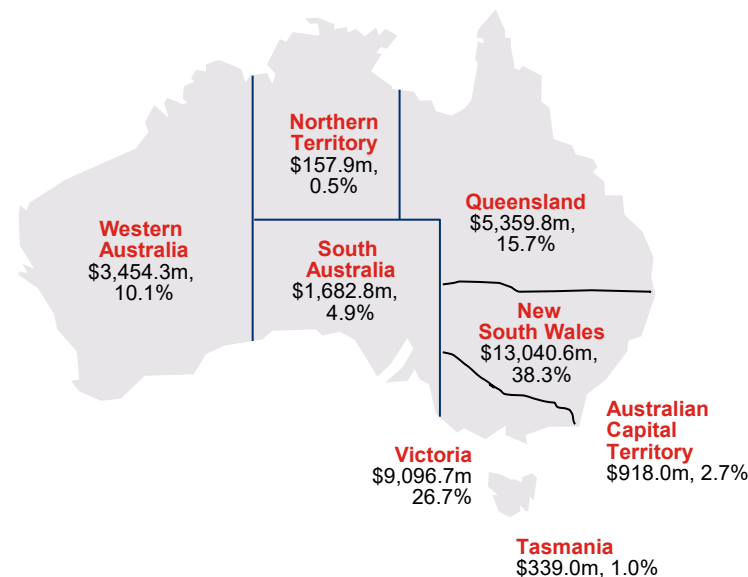 Northern
Territory
$157.9m,
0.5%
Queensland
$5,359.8m,
15.7%
Western
Australia
$3,454.3m,
10.1%
South
Australia
$1,682.8m,
4.9%
New
South Wales
$13,040.6m,
38.3%
Australian
Capital
Territory
$918.0m, 2.7%
Victoria
$9,096.7m
26.7%
Tasmania
$339.0m, 1.0%